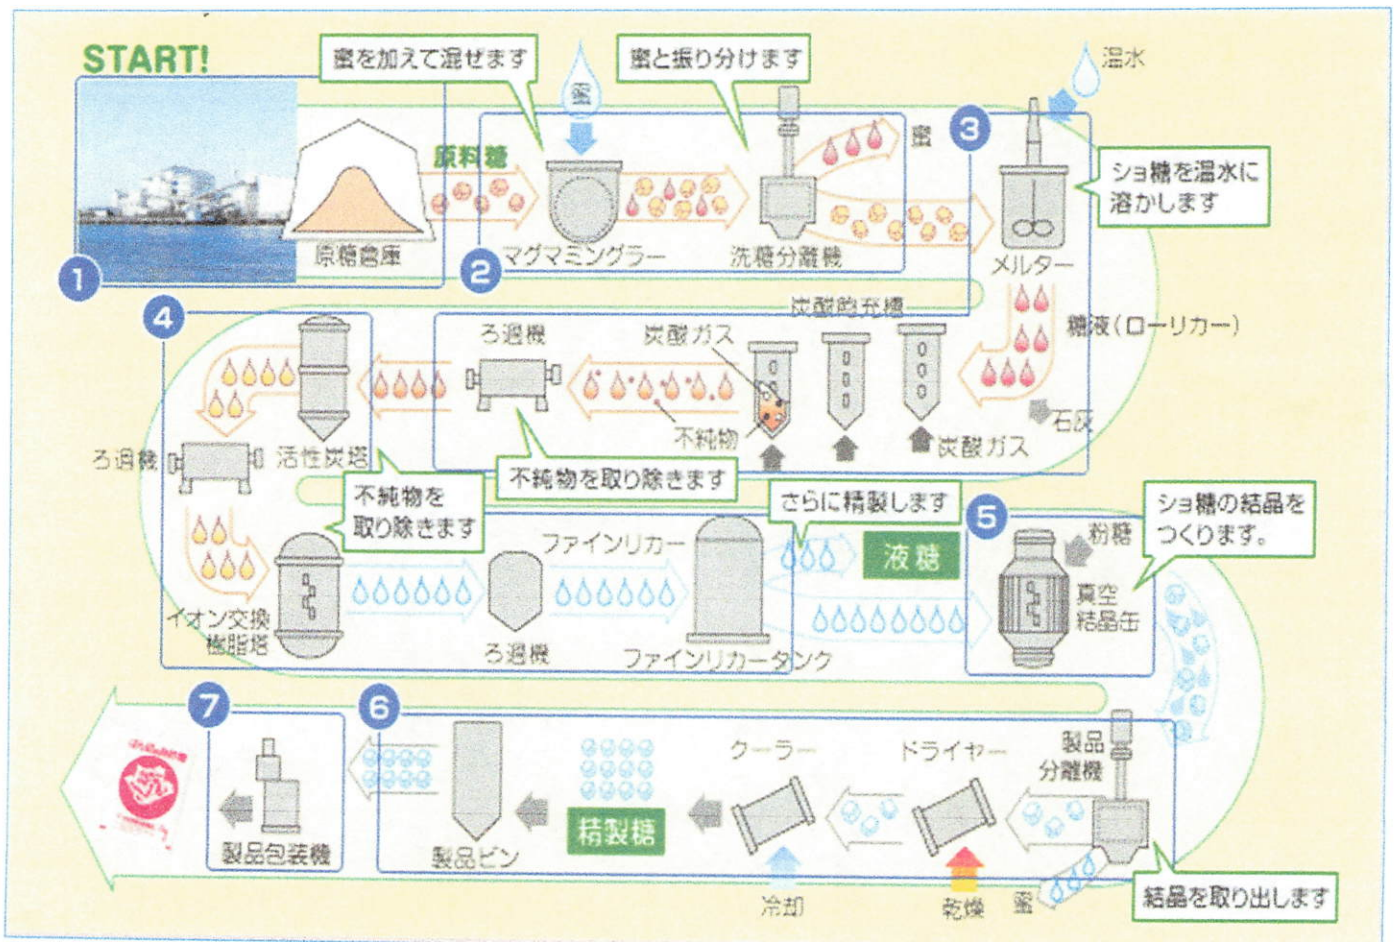 START!
蜜を加えて混ぜます
蜜
蜜と振り分けます
温水
1
原料糖
原糖倉庫
2
マグマミングラー
洗糖分離機
蜜
3
ショ糖を温水に
溶かします
メルター
糖液(ローリカー)
石灰
炭酸飽充槽
炭酸ガス
炭酸ガス
不純物
ろ過機
不純物を取り除きます
4
活性炭塔
ろ過機
不純物を
取り除きます
イオン交換
樹脂塔
ろ過機
ファインリカー
ファインリカータンク
さらに精製します
液糖
5
ショ糖の結晶を
つくります。
粉糖
真空
結晶缶
6
製品
分離機
蜜
結晶を取り出します
ドライヤー
乾燥
クーラー
冷却
精製糖
製品ビン
7
製品包装機